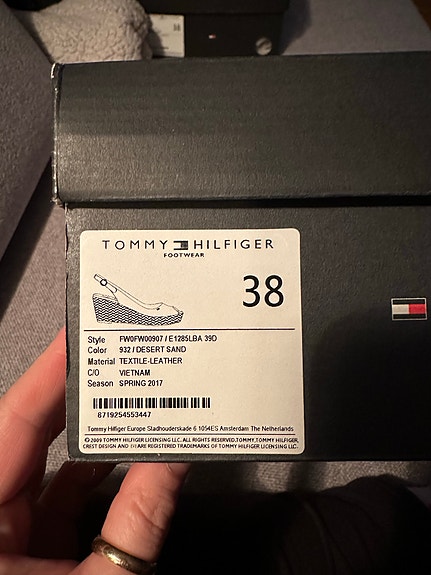 TOMMY HILFIGER
FOOTWEAR
38
Style FW0FW00907 / E1285LBA 39D
Color 932 / DESERT SAND
Material TEXTILE-LEATHER
C/O VIETNAM
Season SPRING 2017
8719254553447
Tommy Hilfiger Europe Stadhouderskade 6 1054ES Amsterdam The Netherlands
© 2009 TOMMY HILFIGER LICENSING LLC. ALL RIGHTS RESERVED.TOMMY,TOMMY HILFIGER,
CREST DESIGN AND ARE REGISTERED TRADEMARKS OF TOMMY HILFIGER LICENSING LLC.